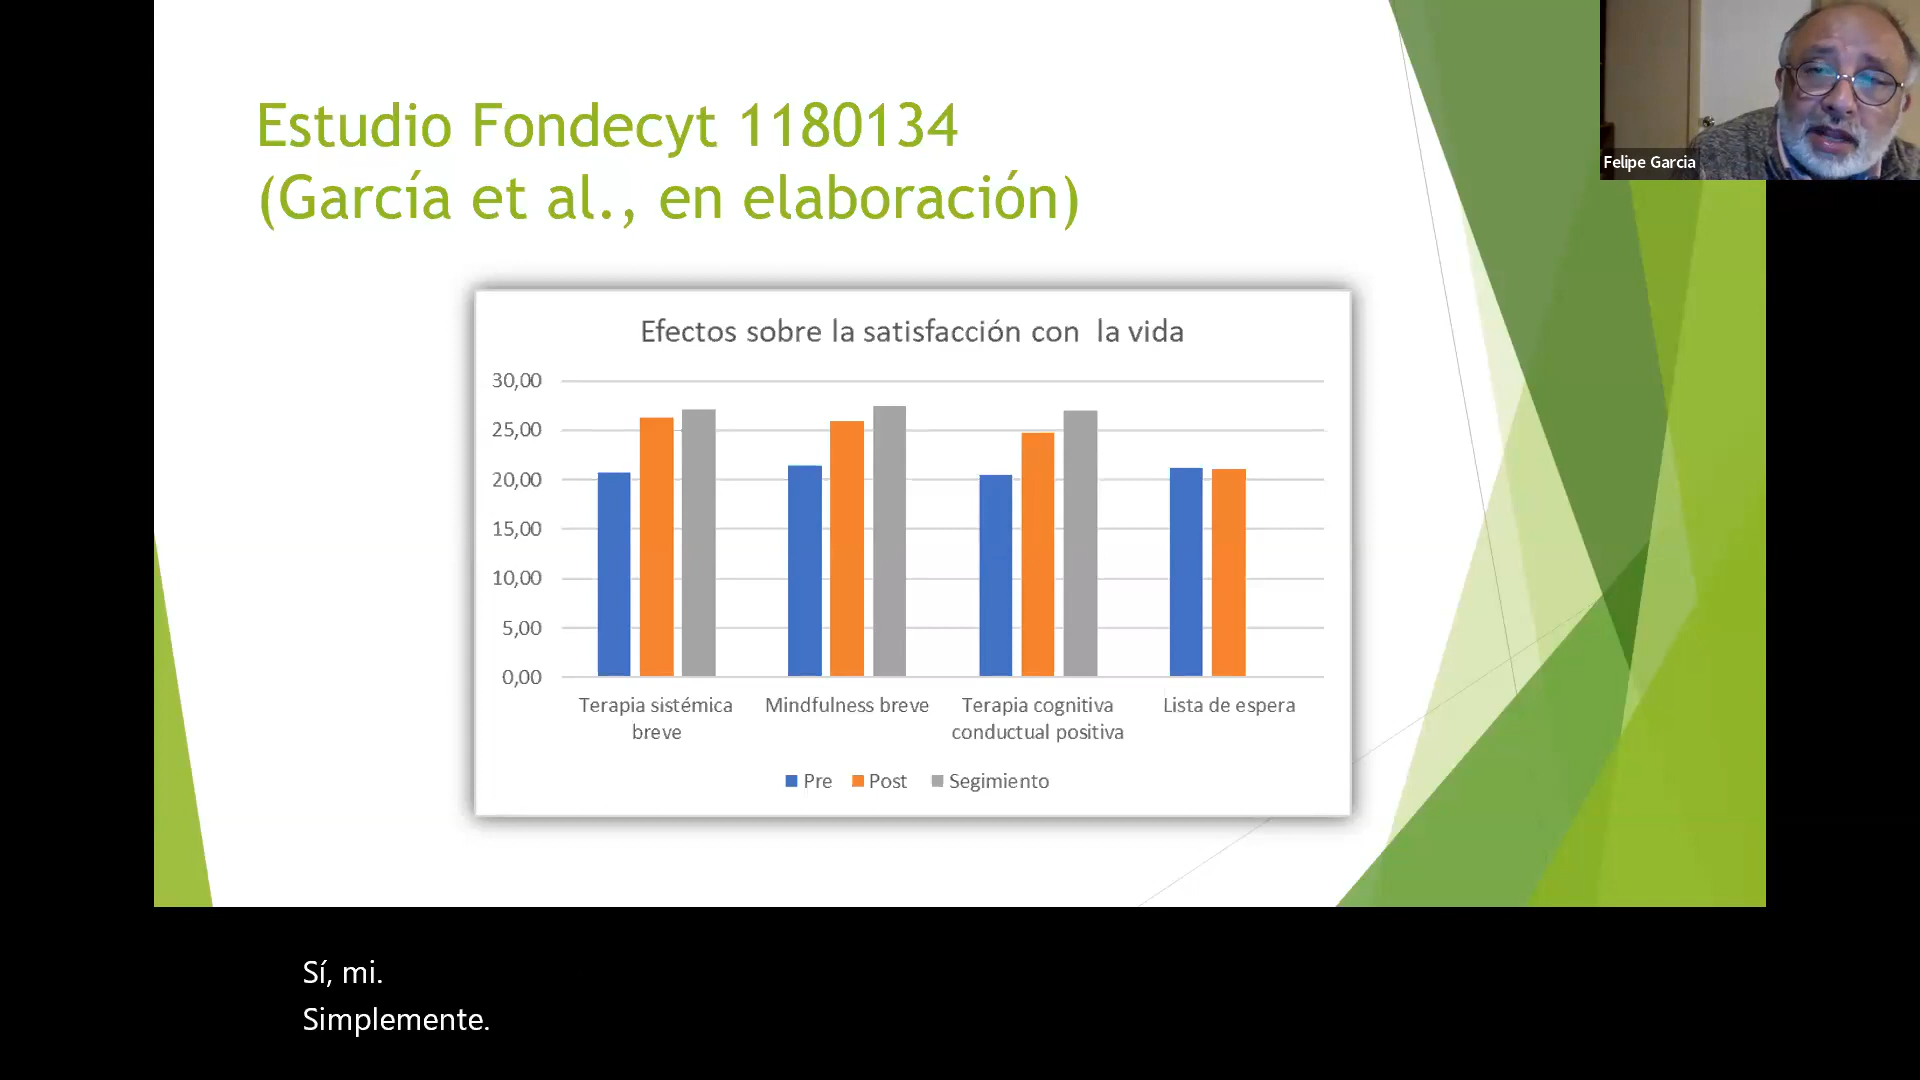 Estudio Fondecyt 1180134
(García et al., en elaboración)
Felipe Garcia
Efectos sobre la satisfacción con  la vida
30,00
25,00
20,00
15,00
10,00
5,00
0,00
Terapia sistémica
breve
Mindfulness breve
Terapia cognitiva
conductual positiva
Lista de espera
Pre
Post
Segimiento
Sí, mi.
Simplemente.